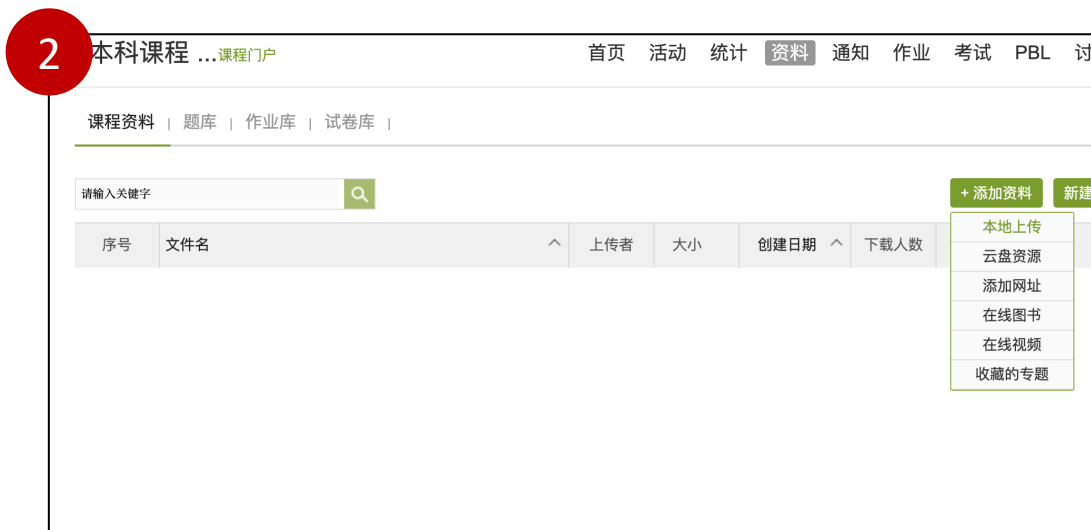 2
本科课程 ...课程门户 首页 活动 统计 资料 通知 作业 考试 PBL 讨
课程资料 | 题库 | 作业库 | 试卷库 |
请输入关键字 + 添加资料 新建
序号 文件名 上传者 大小 创建日期 下载人数
本地上传
云盘资源
添加网址
在线图书
在线视频
收藏的专题